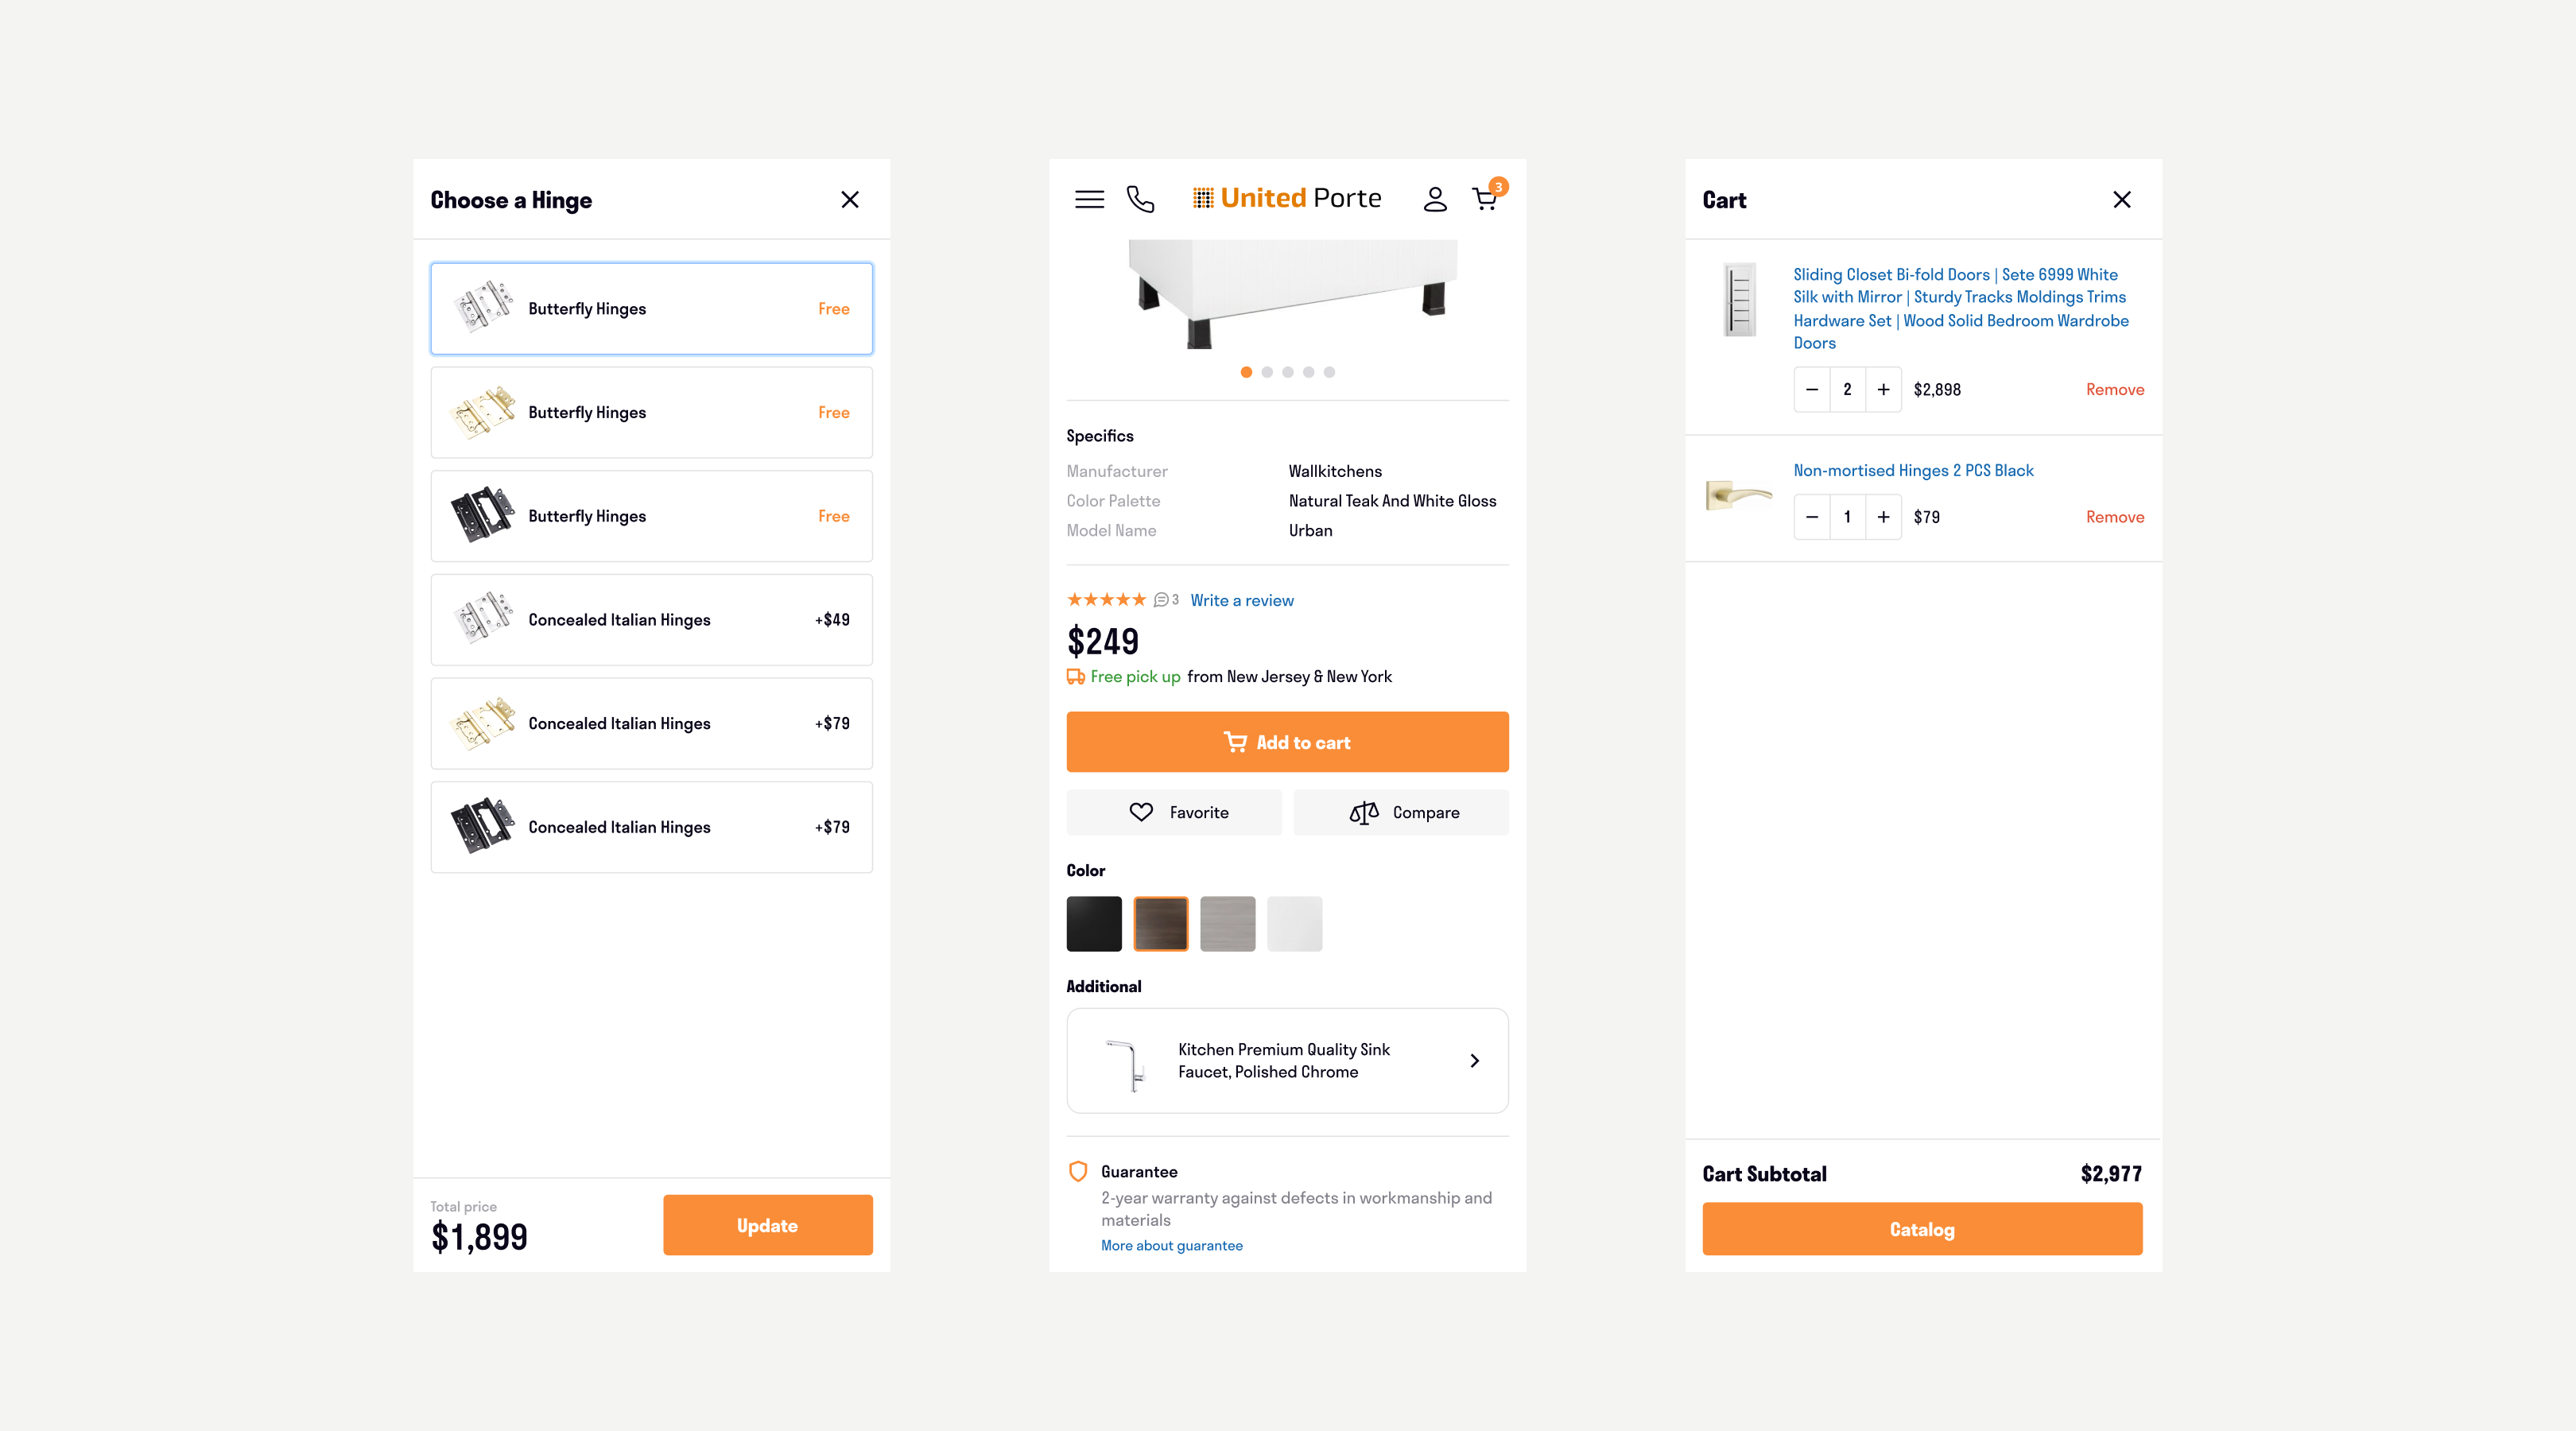 Choose a Hinge
Butterfly Hinges Free
Butterfly Hinges Free
Butterfly Hinges Free
Concealed Italian Hinges +$49
Concealed Italian Hinges +$79
Concealed Italian Hinges +$79
Total price
$1,899
Update
United Porte
3
Specifics
Manufacturer Wallkitchens
Color Palette Natural Teak And White Gloss
Model Name Urban
3 Write a review
$249
Free pick up from New Jersey & New York
Add to cart
Favorite Compare
Color
Additional
Kitchen Premium Quality Sink
Faucet, Polished Chrome
Guarantee
2-year warranty against defects in workmanship and
materials
More about guarantee
Cart
Sliding Closet Bi-fold Doors | Sete 6999 White
Silk with Mirror | Sturdy Tracks Moldings Trims
Hardware Set | Wood Solid Bedroom Wardrobe
Doors
− 2 + $2,898 Remove
Non-mortised Hinges 2 PCS Black
− 1 + $79 Remove
Cart Subtotal $2,977
Catalog